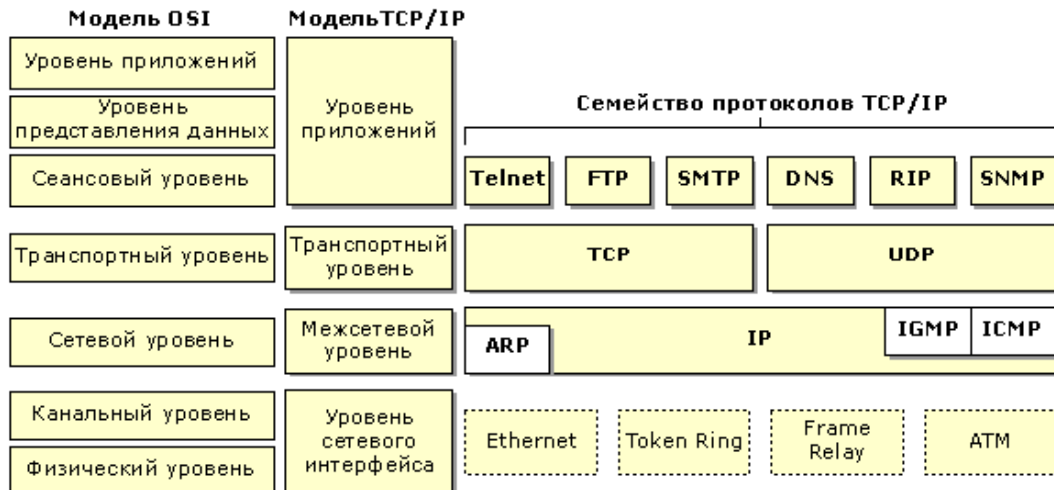 Модель OSI
МодельTCP/IP
Уровень приложений
Уровень
представления данных
Сеансовый уровень
Уровень
приложений
Семейство протоколов TCP/IP
Telnet FTP SMTP DNS RIP SNMP
Транспортный уровень
Транспортный
уровень
TCP UDP
Сетевой уровень
Межсетевой
уровень
ARP IP IGMP ICMP
Канальный уровень
Физический уровень
Уровень
сетевого
интерфейса
Ethernet
Token Ring
Frame
Relay
ATM